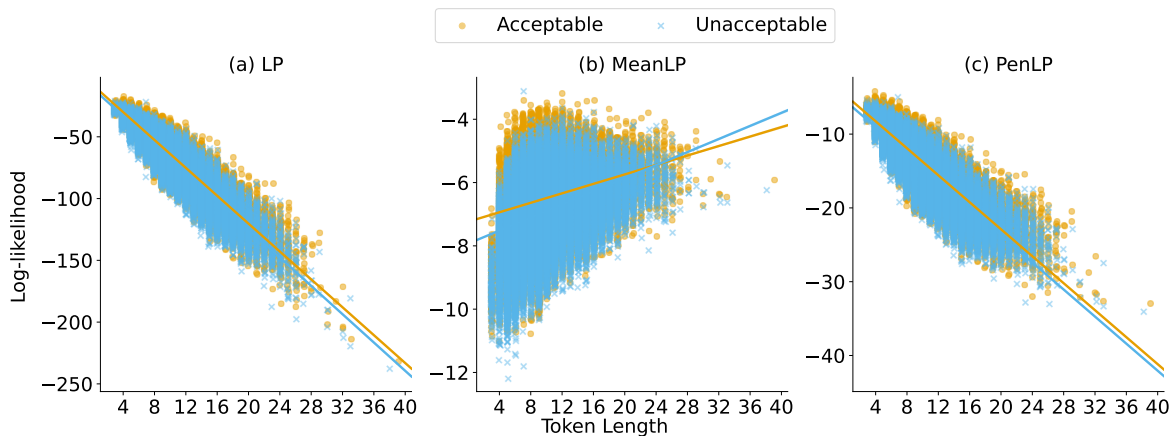 Acceptable Unacceptable
(a) LP
(b) MeanLP
(c) PenLP
Log-likelihood
−50
−100
−150
−200
−250
4 8 12 16 20 24 28 32 36 40
−4
−6
−8
−10
−12
4 8 12 16 20 24 28 32 36 40
−10
−20
−30
−40
4 8 12 16 20 24 28 32 36 40
Token Length